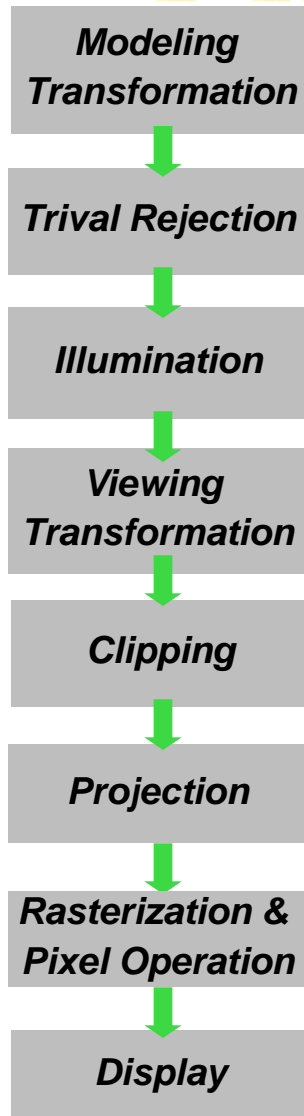 Modeling
Transformation
Trival Rejection
Illumination
Viewing
Transformation
Clipping
Projection
Rasterization &
Pixel Operation
Display